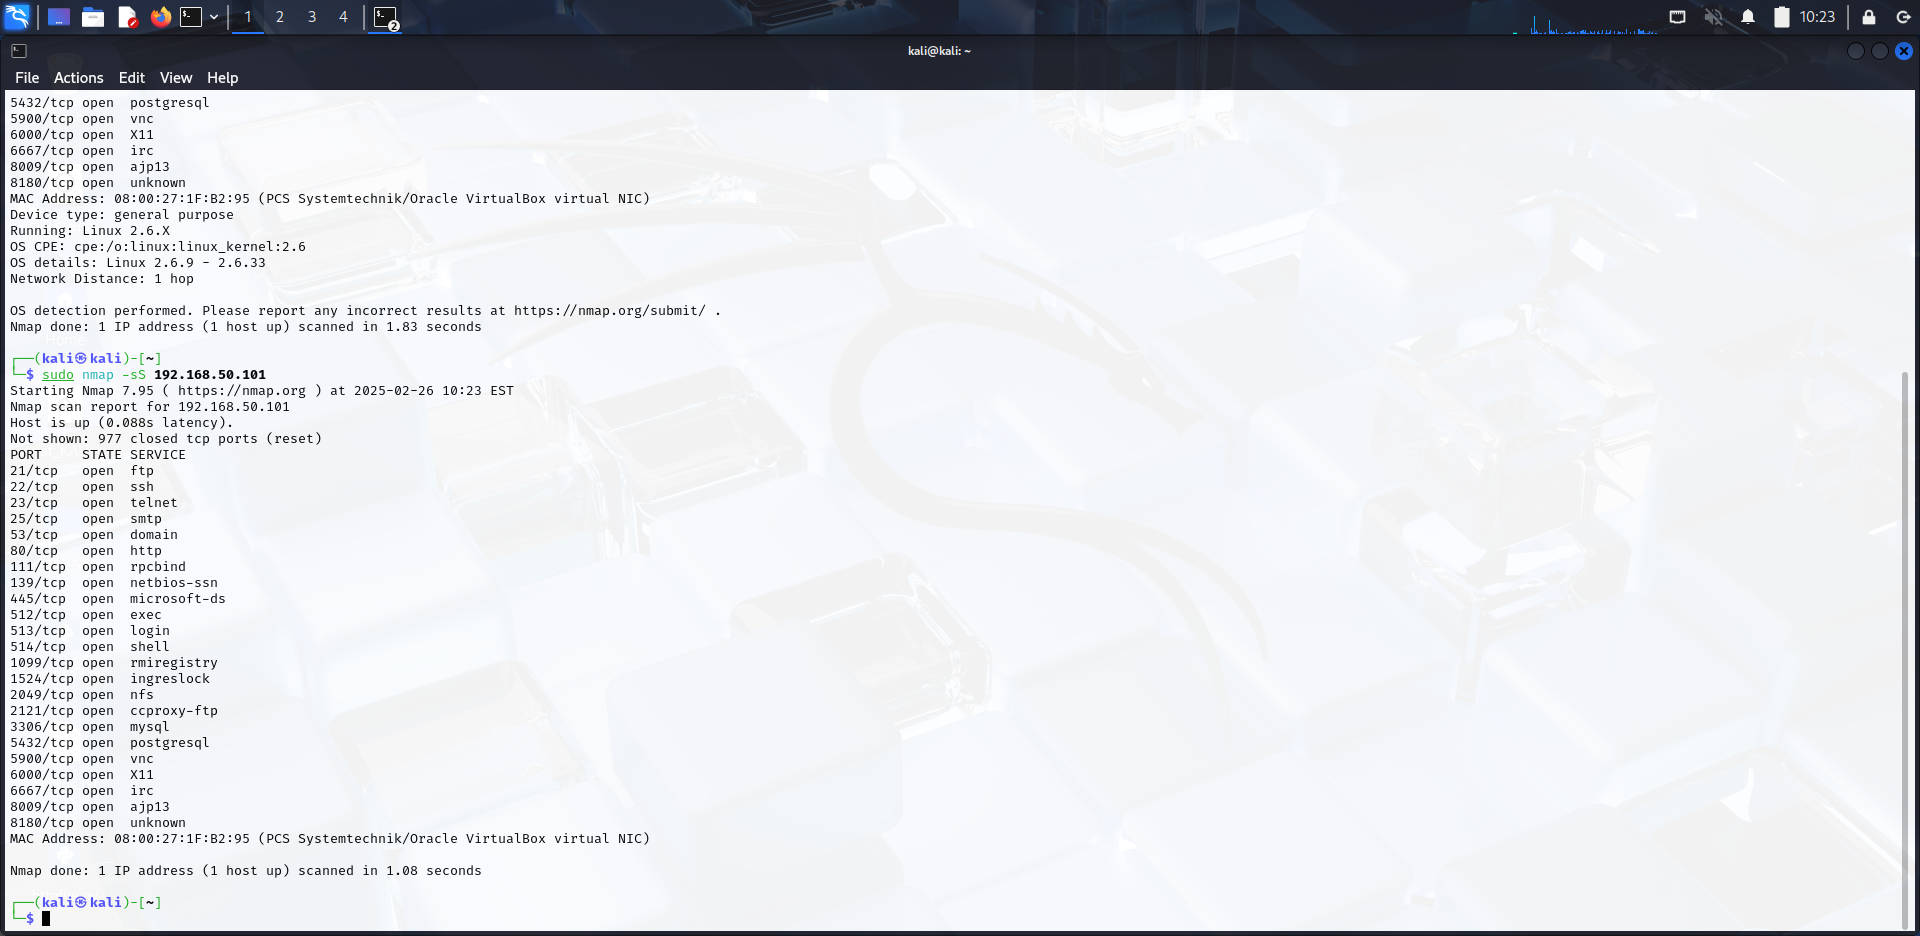 1 2 3 4 2 10:23
kali@kali: ~
File Actions Edit View Help
5432/tcp open  postgresql
5900/tcp open  vnc
6000/tcp open  X11
6667/tcp open  irc
8009/tcp open  ajp13
8180/tcp open  unknown
MAC Address: 08:00:27:1F:B2:95 (PCS Systemtechnik/Oracle VirtualBox virtual NIC)
Device type: general purpose
Running: Linux 2.6.X
OS CPE: cpe:/o:linux:linux_kernel:2.6
OS details: Linux 2.6.9 - 2.6.33
Network Distance: 1 hop
OS detection performed. Please report any incorrect results at https://nmap.org/submit/ .
Nmap done: 1 IP address (1 host up) scanned in 1.83 seconds
Home
┌──(kali㉿kali)-[~]
└─$ sudo nmap -sS 192.168.50.101
Starting Nmap 7.95 ( https://nmap.org ) at 2025-02-26 10:23 EST
Nmap scan report for 192.168.50.101
Host is up (0.088s latency).
Not shown: 977 closed tcp ports (reset)
PORT     STATE SERVICE
21/tcp   open  ftp
22/tcp   open  ssh
23/tcp   open  telnet
25/tcp   open  smtp
53/tcp   open  domain
80/tcp   open  http
111/tcp  open  rpcbind
139/tcp  open  netbios-ssn
445/tcp  open  microsoft-ds
512/tcp  open  exec
513/tcp  open  login
514/tcp  open  shell
1099/tcp open  rmiregistry
1524/tcp open  ingreslock
2049/tcp open  nfs
2121/tcp open  ccproxy-ftp
3306/tcp open  mysql
5432/tcp open  postgresql
5900/tcp open  vnc
6000/tcp open  X11
6667/tcp open  irc
8009/tcp open  ajp13
8180/tcp open  unknown
MAC Address: 08:00:27:1F:B2:95 (PCS Systemtechnik/Oracle VirtualBox virtual NIC)
Nmap done: 1 IP address (1 host up) scanned in 1.08 seconds
┌──(kali㉿kali)-[~]
└─$